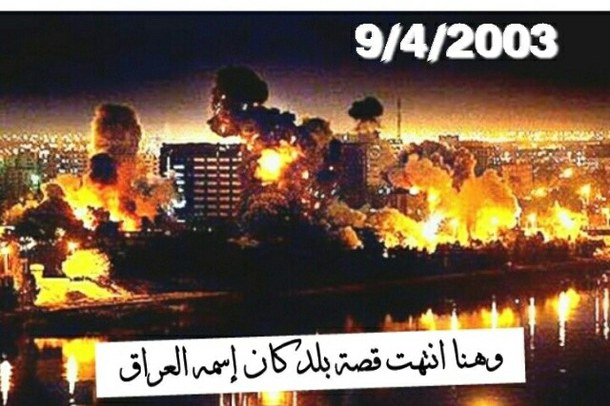 9/4/2003
وهنا انتهت قصة بلد كان إسمه العراق